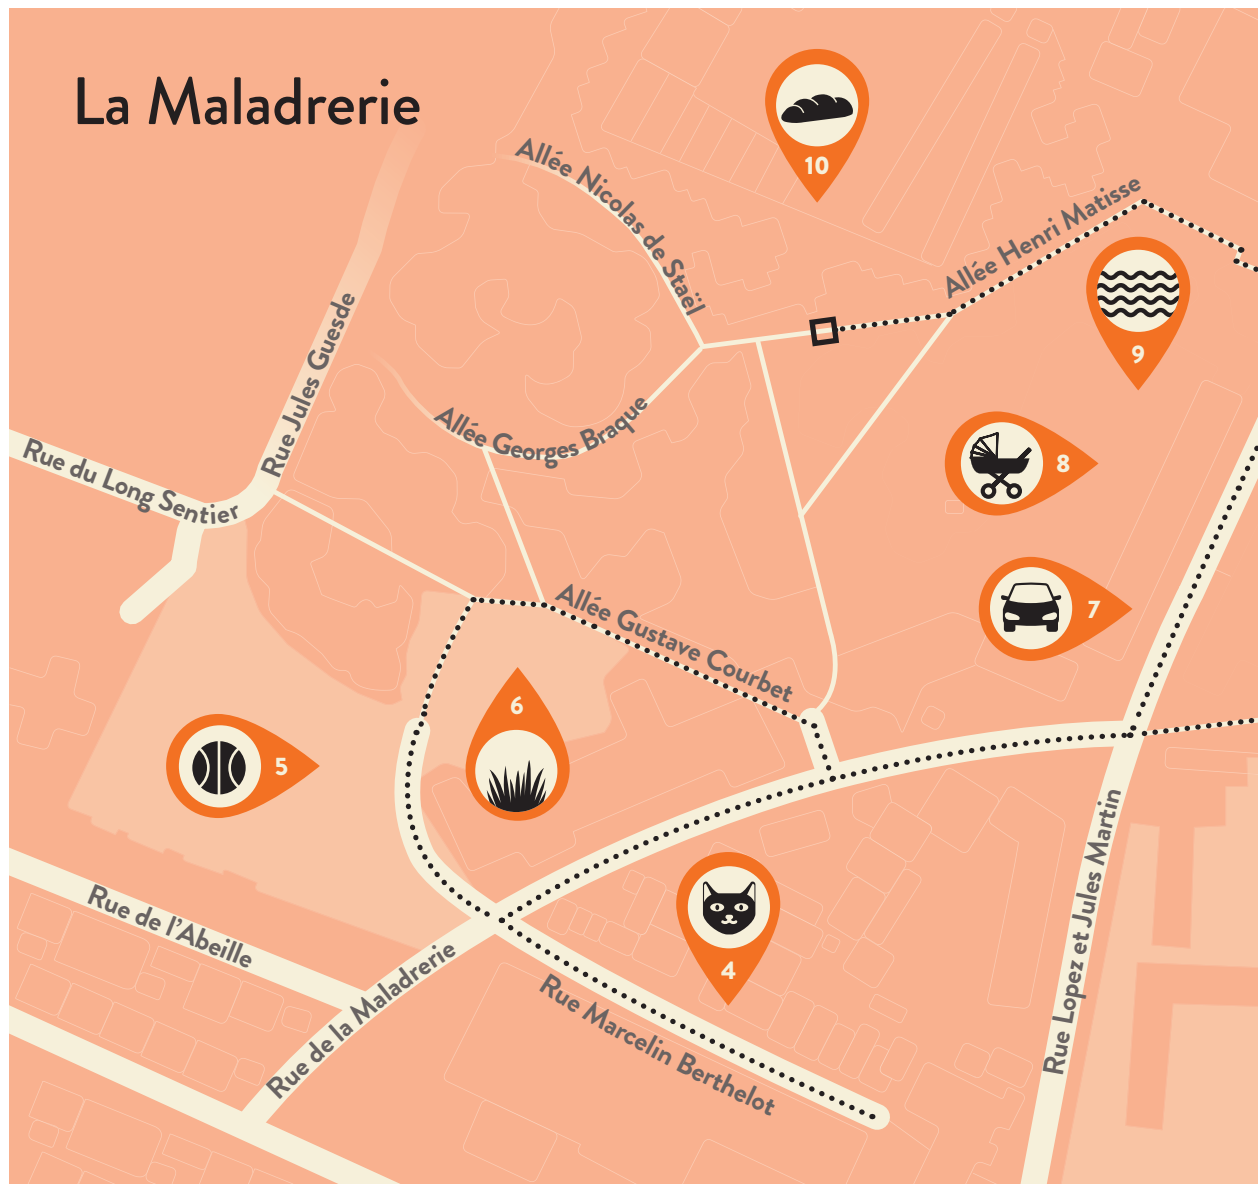 La Maladrerie
10
Allée Nicolas de Staël
Allée Henri Matisse
9
Rue Jules Guesde
Allée Georges Braque
Rue du Long Sentier
8
Allée Gustave Courbet
7
6
5
Rue Lopez et Jules Martin
Rue de l'Abeille
4
Rue de la Maladrerie
Rue Marcelin Berthelot